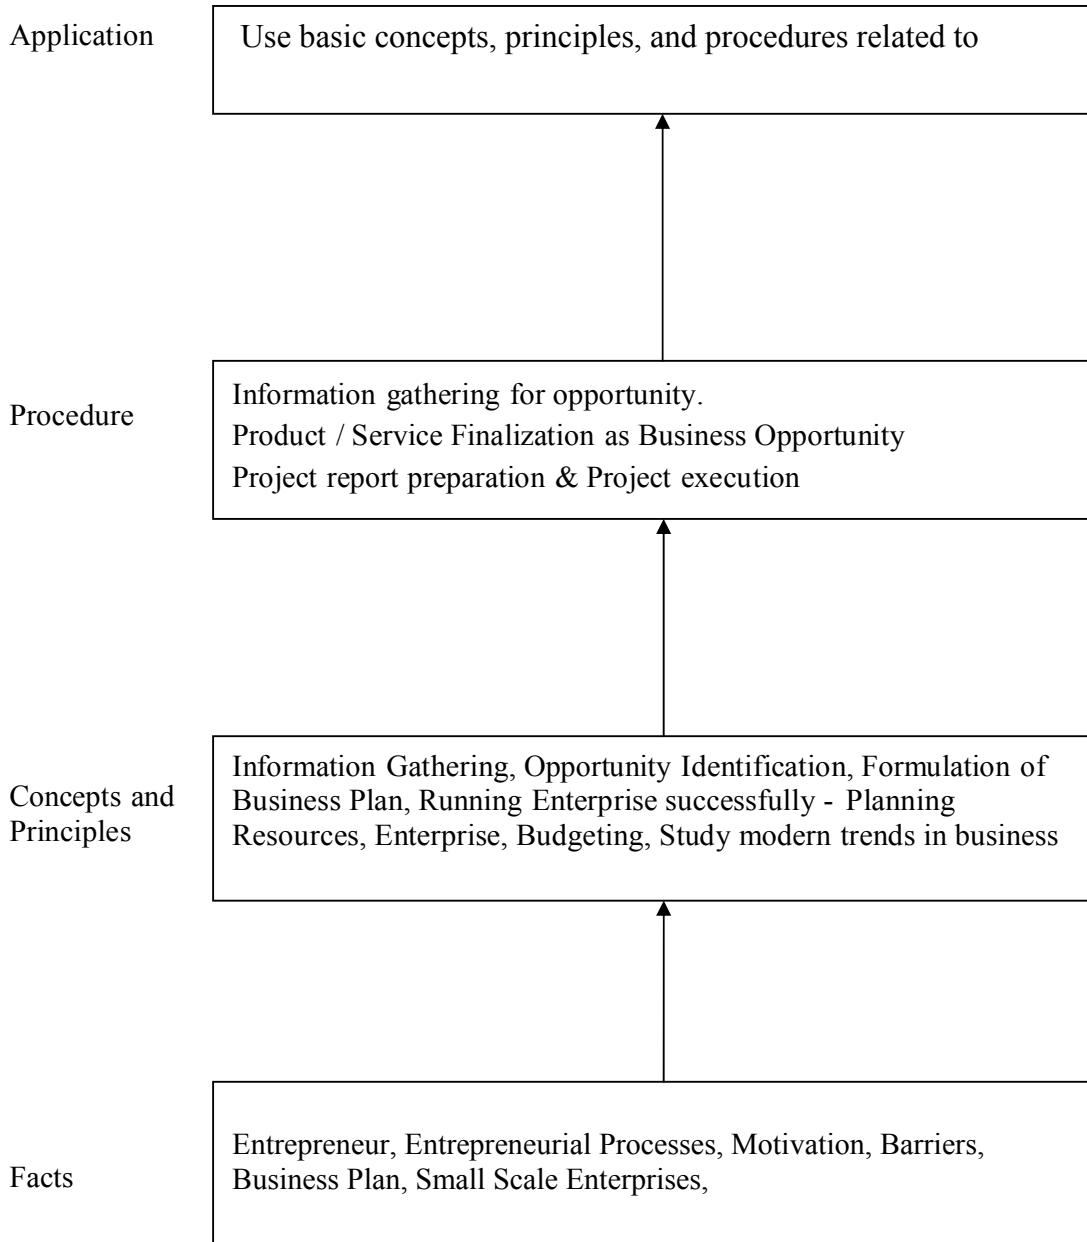 Application
Use basic concepts, principles, and procedures related to
Procedure
Information gathering for opportunity.
Product / Service Finalization as Business Opportunity
Project report preparation & Project execution
Concepts and
Principles
Information Gathering, Opportunity Identification, Formulation of
Business Plan, Running Enterprise successfully - Planning
Resources, Enterprise, Budgeting, Study modern trends in business
Facts
Entrepreneur, Entrepreneurial Processes, Motivation, Barriers,
Business Plan, Small Scale Enterprises,